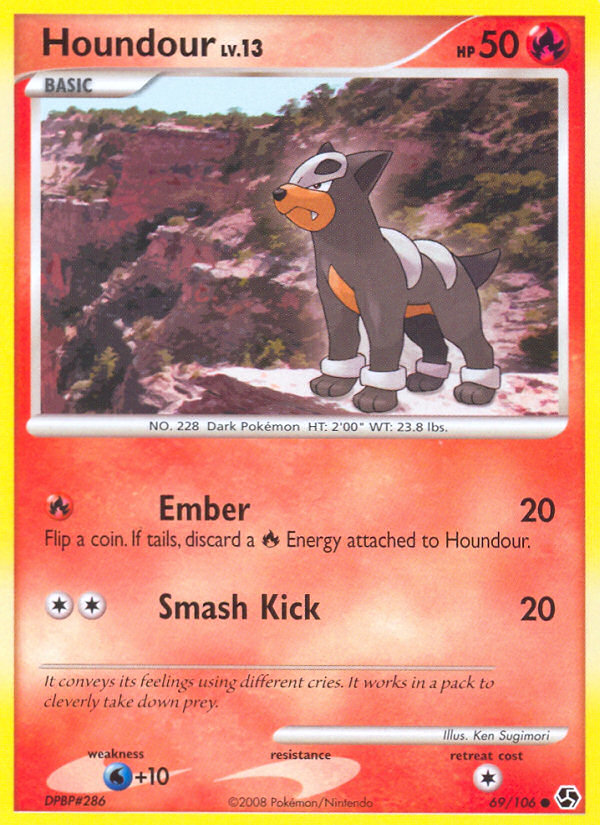 Houndour LV.13
HP 50
BASIC
NO. 228 Dark Pokémon HT: 2'00" WT: 23.8 lbs.
Ember 20
Flip a coin. If tails, discard a Energy attached to Houndour.
Smash Kick 20
It conveys its feelings using different cries. It works in a pack to
cleverly take down prey.
Illus. Ken Sugimori
weakness resistance retreat cost
+10
DPBP#286 ©2008 Pokémon/Nintendo 69/106